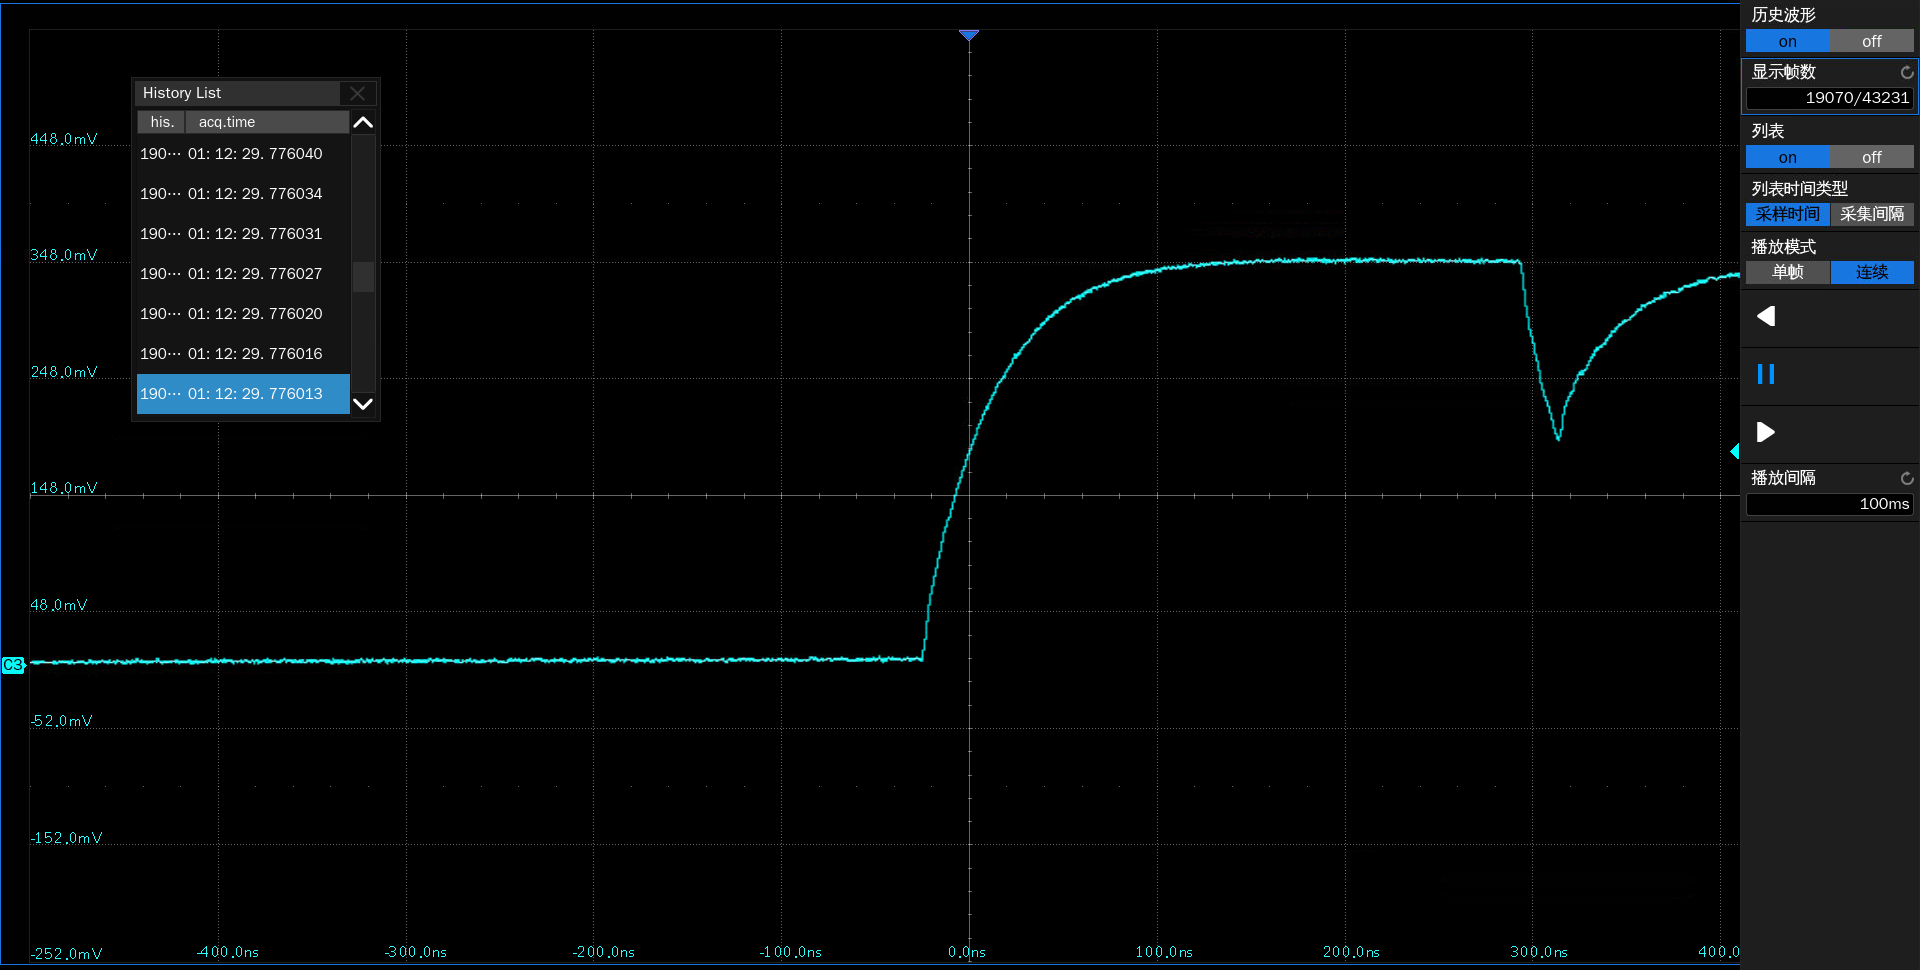 History List
his. acq.time
190··· 01: 12: 29. 776040
190··· 01: 12: 29. 776034
190··· 01: 12: 29. 776031
190··· 01: 12: 29. 776027
190··· 01: 12: 29. 776020
190··· 01: 12: 29. 776016
190··· 01: 12: 29. 776013
448.0mV
348.0mV
248.0mV
148.0mV
48.0mV
C3
-52.0mV
-152.0mV
-252.0mV
-400.0ns -300.0ns -200.0ns -100.0ns 0.0ns 100.0ns 200.0ns 300.0ns 400.0
历史波形
on off
显示帧数
19070/43231
列表
on off
列表时间类型
采样时间 采集间隔
播放模式
单帧 连续
播放间隔
100ms